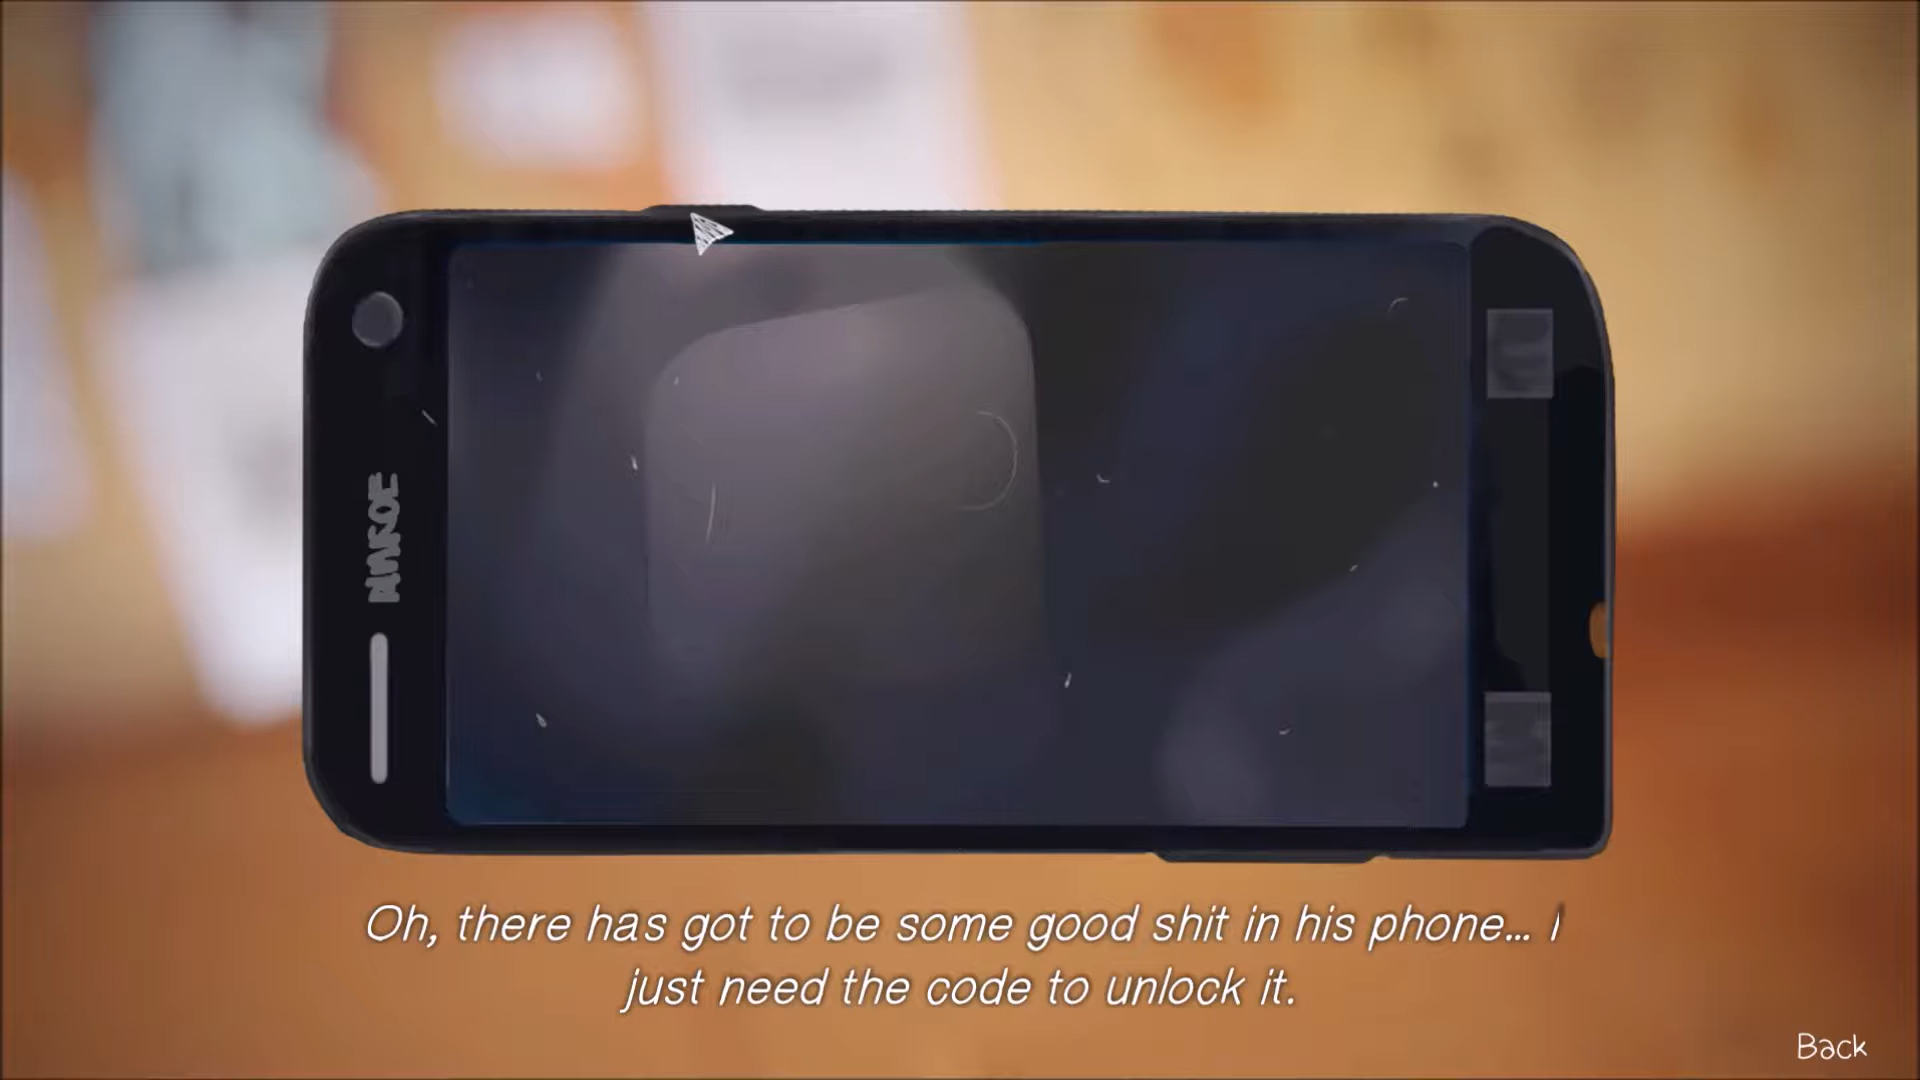 Oh, there has got to be some good shit in his phone... I
just need the code to unlock it.
Back